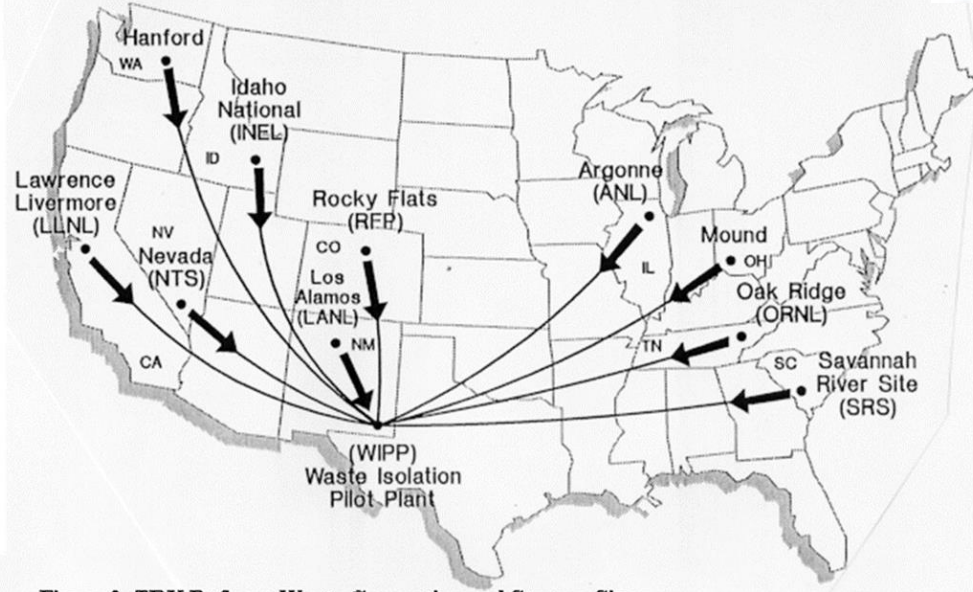 Hanford
WA
Idaho
National
(INEL)
ID
Lawrence
Livermore
(LLNL)
NV
Nevada
(NTS)
CA
Rocky Flats
(RFP)
CO
Los
Alamos
(LANL)
NM
Argonne
(ANL)
IL
Mound
OH
Oak Ridge
(ORNL)
TN
SC
Savannah
River Site
(SRS)
(WIPP)
Waste Isolation
Pilot Plant